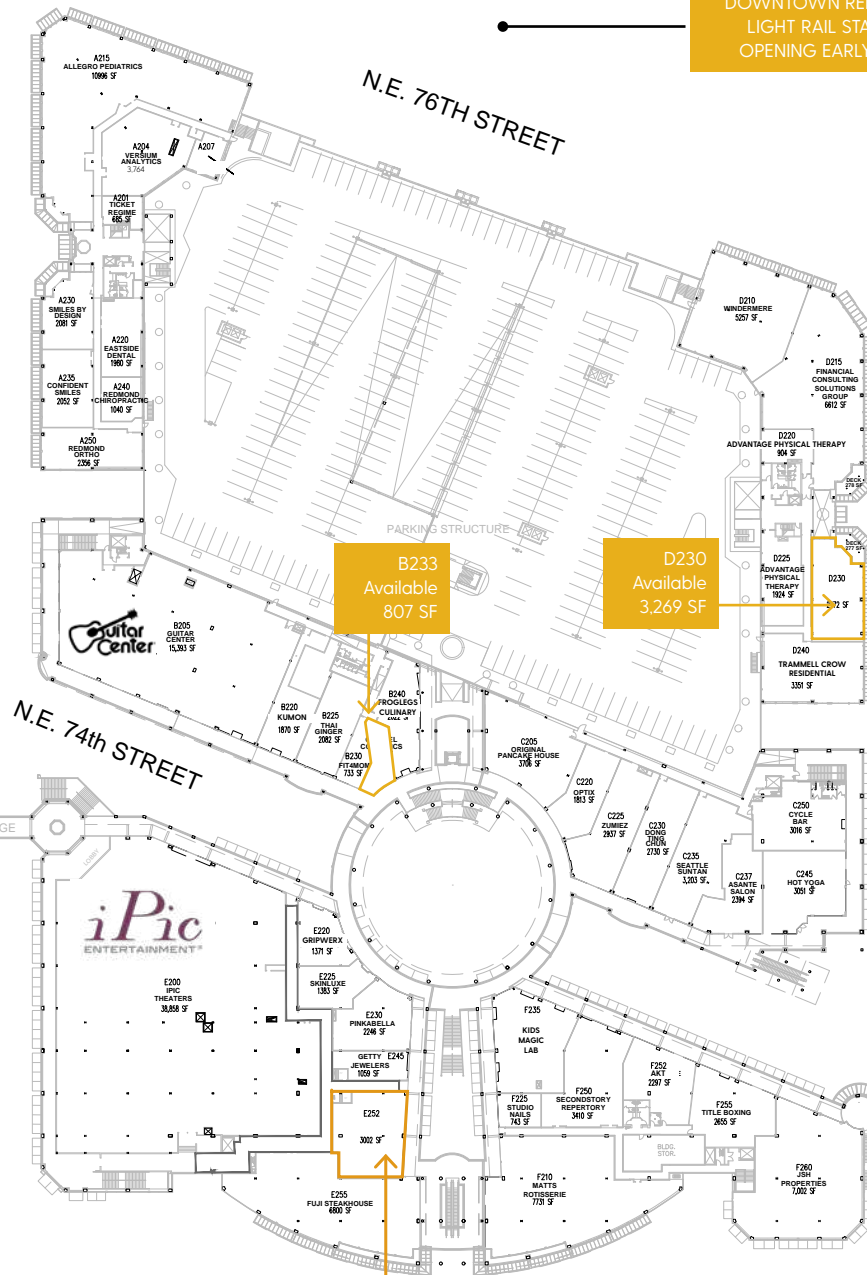 DOWNTOWN
LIGHT RAIL
OPENING EARLY
N.E. 76TH STREET
A215
ALLEGRO PEDIATRICS
10996 SF
A204
VERSIUM
ANALYTICS
3,764
A207
A201
TICKET
REGIME
685 SF
A230
SMILES BY
DESIGN
2081 SF
A220
EASTSIDE
DENTAL
1980 SF
A235
CONFIDENT
SMILES
2052 SF
A240
REDMOND
CHIROPRACTIC
1040 SF
A250
REDMOND
ORTHO
2356 SF
D210
WINDERMERE
5257 SF
D215
FINANCIAL
CONSULTING
SOLUTIONS
GROUP
6612 SF
D220
ADVANTAGE PHYSICAL THERAPY
904 SF
DECK
278 SF
DECK
277 SF
PARKING STRUCTURE
B233
Available
807 SF
D230
Available
3,269 SF
D225
ADVANTAGE
PHYSICAL
THERAPY
1924 SF
D230
SF
D240
TRAMMELL CROW
RESIDENTIAL
3351 SF
Guitar
Center
B205
GUITAR
CENTER
15,393 SF
B220
KUMON
1870 SF
B225
THAI
GINGER
2082 SF
B240
FROGLEGS
CULINARY
B230
FIT4MOM
733 SF
N.E. 74th STREET
C205
ORIGINAL
PANCAKE HOUSE
3706 SF
C220
OPTIX
1813 SF
C225
ZUMIEZ
2937 SF
C230
DONG
TING
CHUN
2730 SF
C235
SEATTLE
SUNTAN
3,203 SF
C237
ASANTE
SALON
2394 SF
C250
CYCLE
BAR
3016 SF
C245
HOT YOGA
3051 SF
LOBBY
iPic
ENTERTAINMENT
E200
IPIC
THEATERS
38,858 SF
E220
GRIPWERX
1371 SF
E225
SKINLUXE
1383 SF
E230
PINKABELLA
2246 SF
GETTY E245
JEWELERS
1059 SF
E252
3002 SF
E255
FUJI STEAKHOUSE
6800 SF
F235
KIDS
MAGIC
LAB
F225
STUDIO
NAILS
743 SF
F250
SECONDSTORY
REPERTORY
3410 SF
F252
AKT
2297 SF
F255
TITLE BOXING
2655 SF
BLDG.
STOR.
F210
MATTS
ROTISSERIE
7731 SF
F260
JSH
PROPERTIES
7,002 SF